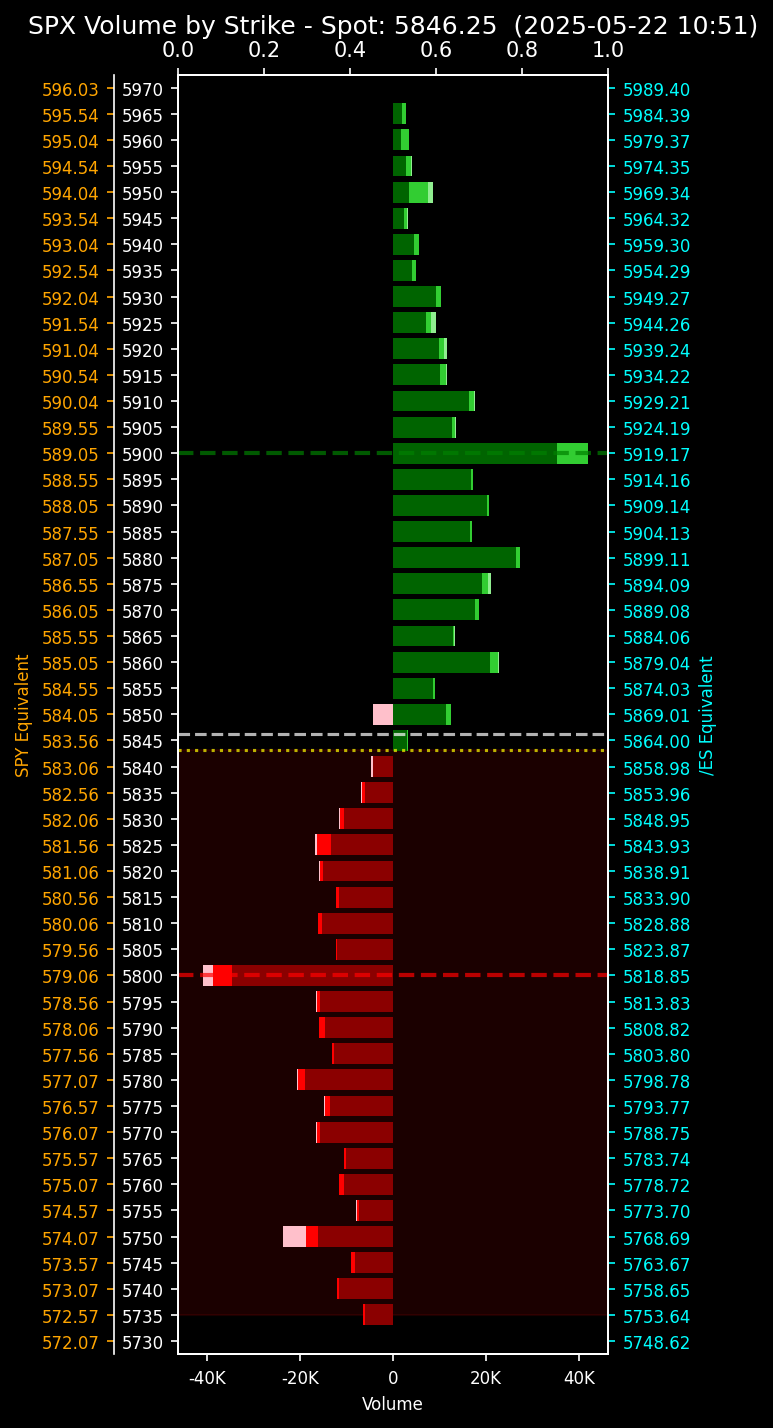 SPX Volume by Strike - Spot: 5846.25 (2025-05-22 10:51)
0.0 0.2 0.4 0.6 0.8 1.0
596.03 5970 5989.40
595.54 5965 5984.39
595.04 5960 5979.37
594.54 5955 5974.35
594.04 5950 5969.34
593.54 5945 5964.32
593.04 5940 5959.30
592.54 5935 5954.29
592.04 5930 5949.27
591.54 5925 5944.26
591.04 5920 5939.24
590.54 5915 5934.22
590.04 5910 5929.21
589.55 5905 5924.19
589.05 5900 5919.17
588.55 5895 5914.16
588.05 5890 5909.14
587.55 5885 5904.13
587.05 5880 5899.11
586.55 5875 5894.09
586.05 5870 5889.08
585.55 5865 5884.06
585.05 5860 5879.04
584.55 5855 5874.03
584.05 5850 5869.01
583.56 5845 5864.00
583.06 5840 5858.98
582.56 5835 5853.96
582.06 5830 5848.95
581.56 5825 5843.93
581.06 5820 5838.91
580.56 5815 5833.90
580.06 5810 5828.88
579.56 5805 5823.87
579.06 5800 5818.85
578.56 5795 5813.83
578.06 5790 5808.82
577.56 5785 5803.80
577.07 5780 5798.78
576.57 5775 5793.77
576.07 5770 5788.75
575.57 5765 5783.74
575.07 5760 5778.72
574.57 5755 5773.70
574.07 5750 5768.69
573.57 5745 5763.67
573.07 5740 5758.65
572.57 5735 5753.64
572.07 5730 5748.62
SPY Equivalent
/ES Equivalent
-40K -20K 0 20K 40K
Volume